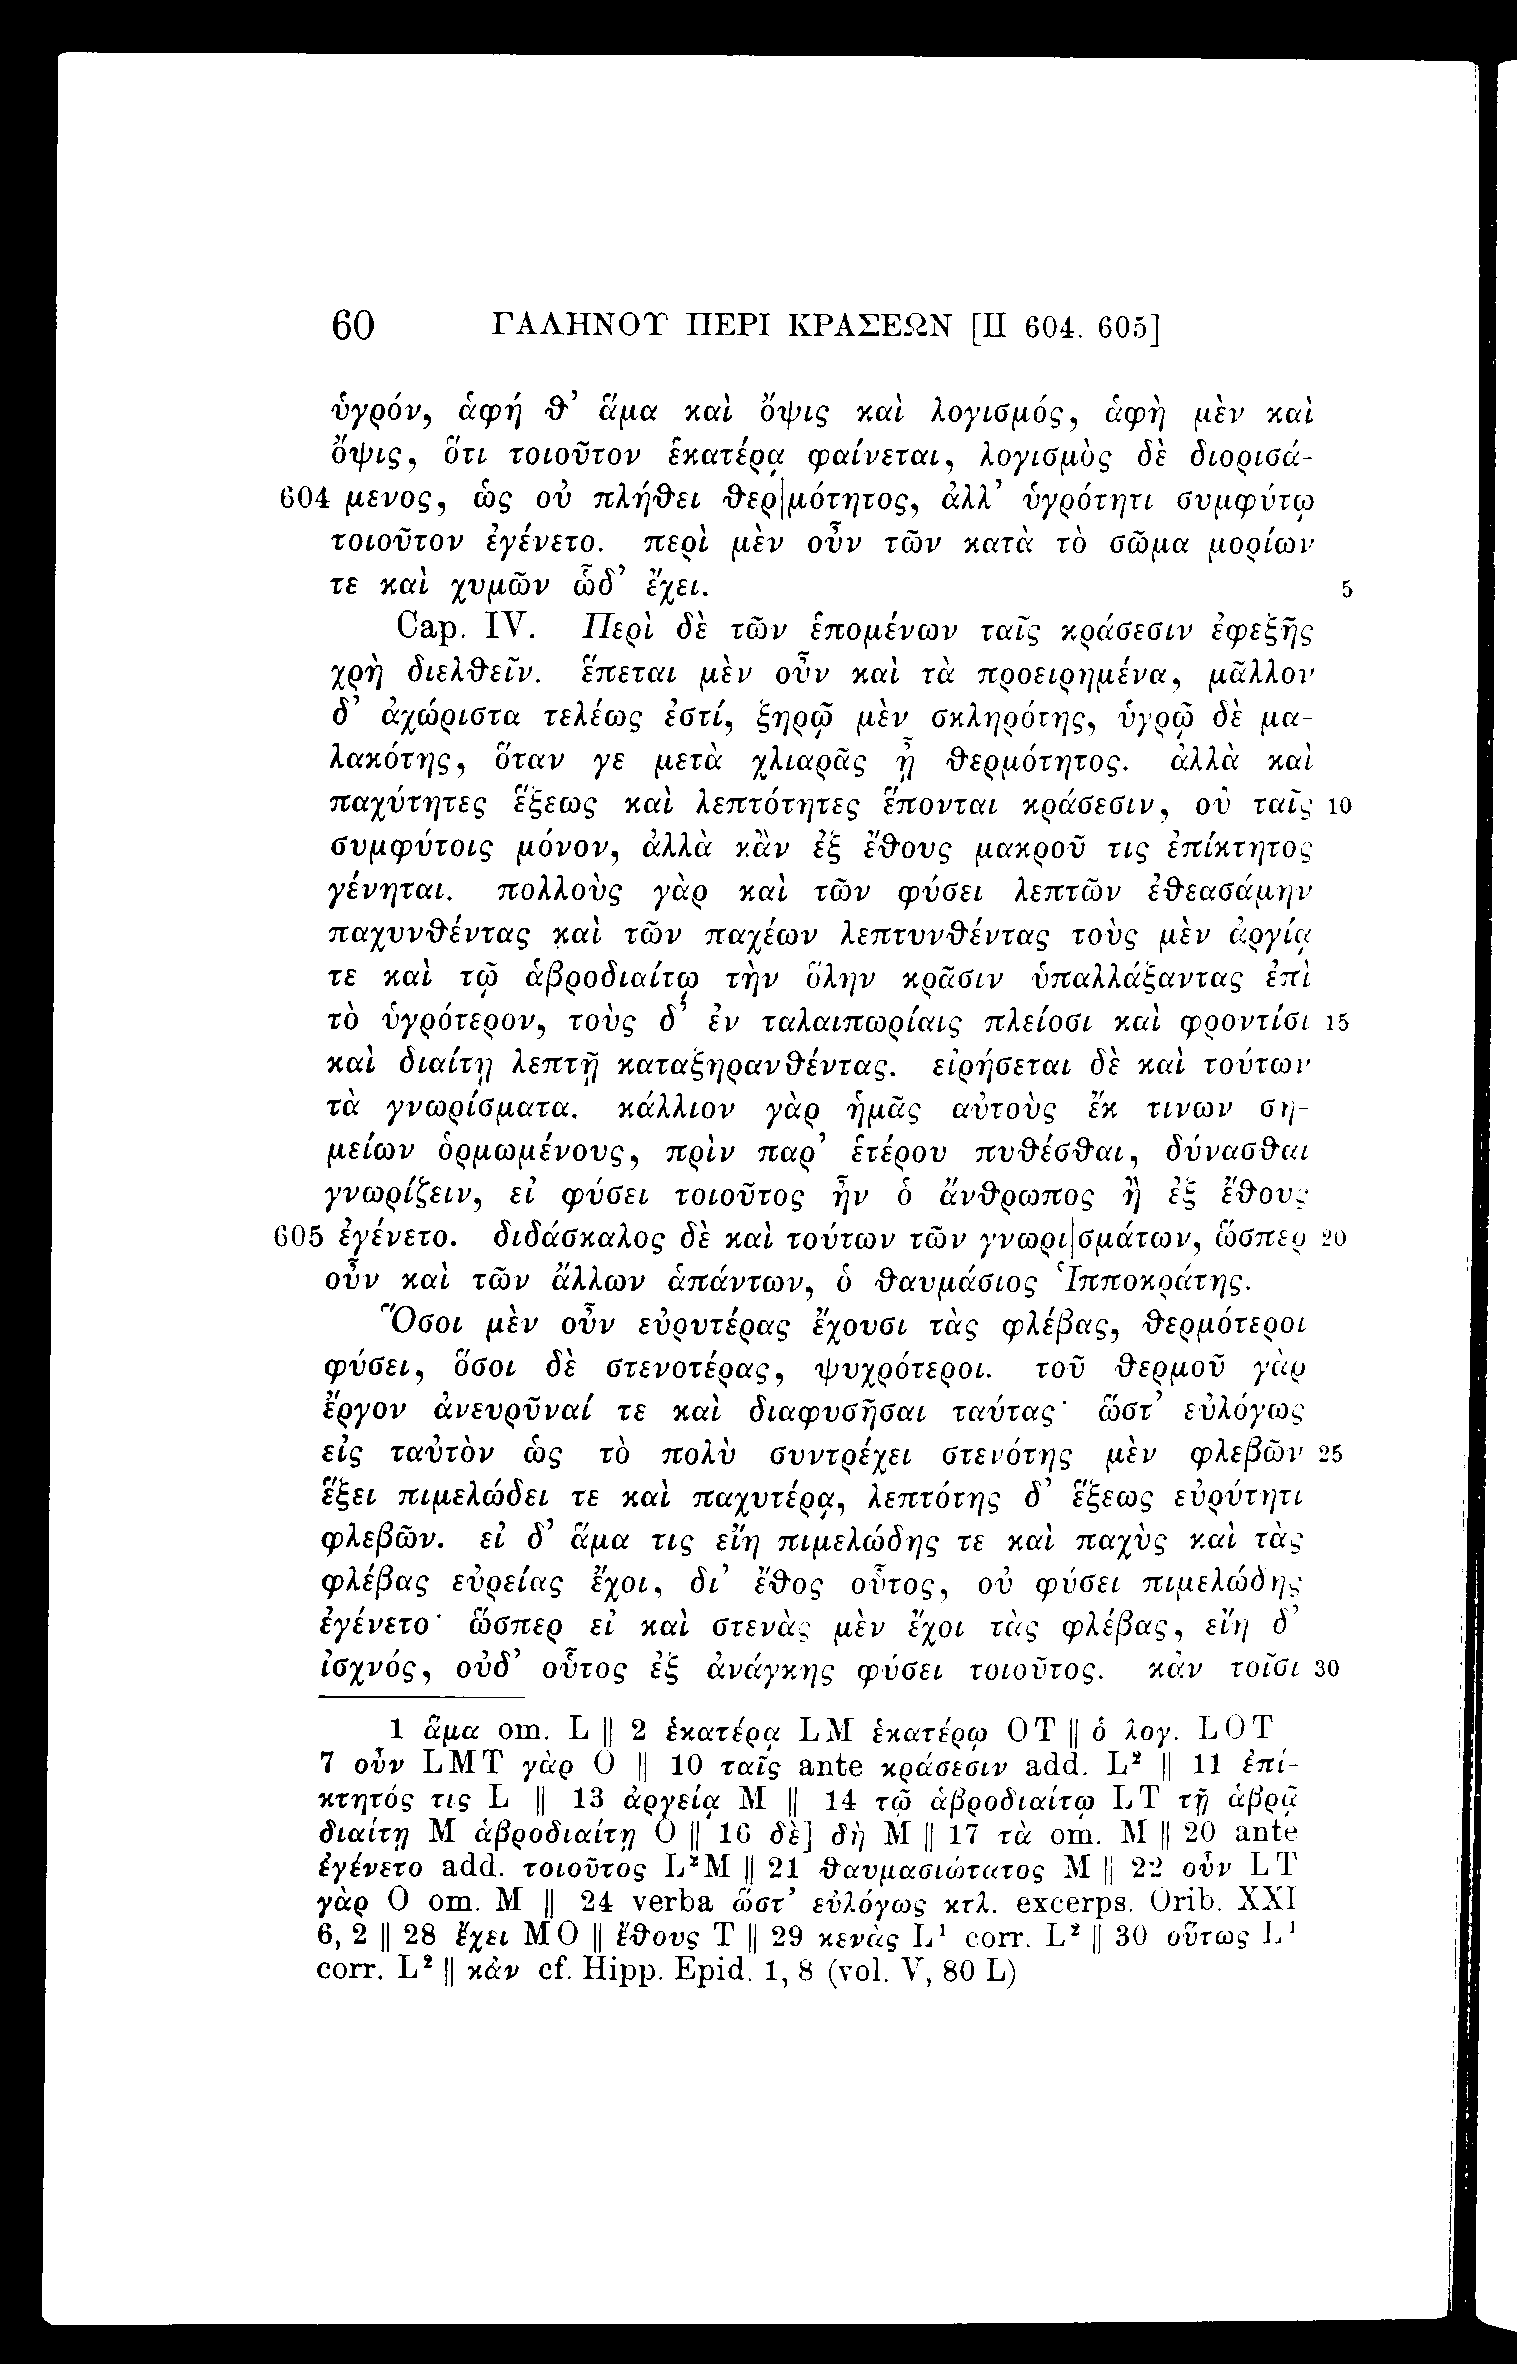 60 ΓΑΛΗΝΟΥ ΠΕΡΙ ΚΡΑΣΕΩΝ [II 604. 605]
ὑγρόν, ἁφή θ’ ἅμα καὶ ὄψις καὶ λογισμός, ἁφὴ μὲν καὶ
ὄψις, ὅτι τοιοῦτον ἑκατέρᾳ φαίνεται, λογισμὸς δὲ διορισά-
604 μενος, ὡς οὐ πλήθει θερ|μότητος, ἀλλ’ ὑγρότητι συμφύτῳ
τοιοῦτον ἐγένετο. περὶ μὲν οὖν τῶν κατὰ τὸ σῶμα μορίων
τε καὶ χυμῶν ὧδ’ ἔχει. 5
Cap. IV. Περὶ δὲ τῶν ἑπομένων ταῖς κράσεσιν ἐφεξῆς
χρὴ διελθεῖν. ἕπεται μὲν οὖν καὶ τὰ προειρημένα, μᾶλλον
δ’ ἀχώριστα τελέως ἐστί, ξηρῷ μὲν σκληρότης, ὑγρῷ δὲ μα-
λακότης, ὅταν γε μετὰ χλιαρᾶς ᾖ θερμότητος. ἀλλὰ καὶ
παχύτητες ἕξεως καὶ λεπτότητες ἕπονται κράσεσιν, οὐ ταῖς 10
συμφύτοις μόνον, ἀλλὰ κἂν ἐξ ἔθους μακροῦ τις ἐπίκτητος
γένηται. πολλοὺς γὰρ καὶ τῶν φύσει λεπτῶν ἐθεασάμην
παχυνθέντας καὶ τῶν παχέων λεπτυνθέντας τοὺς μὲν ἀργίᾳ
τε καὶ τῷ ἁβροδιαίτῳ τὴν ὅλην κρᾶσιν ὑπαλλάξαντας ἐπὶ
τὸ ὑγρότερον, τοὺς δ’ ἐν ταλαιπωρίαις πλείοσι καὶ φροντίσι 15
καὶ διαίτῃ λεπτῇ καταξηρανθέντας. εἰρήσεται δὲ καὶ τούτων
τὰ γνωρίσματα. κάλλιον γὰρ ἡμᾶς αὐτοὺς ἔκ τινων ση-
μείων ὁρμωμένους, πρὶν παρ’ ἑτέρου πυθέσθαι, δύνασθαι
γνωρίζειν, εἰ φύσει τοιοῦτος ἦν ὁ ἄνθρωπος ἢ ἐξ ἔθους
605 ἐγένετο. διδάσκαλος δὲ καὶ τούτων τῶν γνωρι|σμάτων, ὥσπερ 20
οὖν καὶ τῶν ἄλλων ἁπάντων, ὁ θαυμάσιος Ἱπποκράτης.
Ὅσοι μὲν οὖν εὐρυτέρας ἔχουσι τὰς φλέβας, θερμότεροι
φύσει, ὅσοι δὲ στενοτέρας, ψυχρότεροι. τοῦ θερμοῦ γὰρ
ἔργον ἀνευρῦναί τε καὶ διαφυσῆσαι ταύτας· ὥστ’ εὐλόγως
εἰς ταὐτὸν ὡς τὸ πολὺ συντρέχει στενότης μὲν φλεβῶν 25
ἕξει πιμελώδει τε καὶ παχυτέρᾳ, λεπτότης δ’ ἕξεως εὐρύτητι
φλεβῶν. εἰ δ’ ἅμα τις εἴη πιμελώδης τε καὶ παχὺς καὶ τὰς
φλέβας εὐρείας ἔχοι, δι’ ἔθος οὗτος, οὐ φύσει πιμελώδης
ἐγένετο· ὥσπερ εἰ καὶ στενὰς μὲν ἔχοι τὰς φλέβας, εἴη δ’
ἰσχνός, οὐδ’ οὗτος ἐξ ἀνάγκης φύσει τοιοῦτος. κἀν τοῖσι 30
1 ἅμα om. L || 2 ἑκατέρᾳ LM ἑκατέρῳ OT || ὁ λογ. LOT
7 οὖν LMT γὰρ O || 10 ταῖς ante κράσεσιν add. L² || 11 ἐπί-
κτητός τις L || 13 ἀργείᾳ M || 14 τῷ ἁβροδιαίτῳ LT τῇ ἁβρᾷ
διαίτῃ M ἁβροδιαίτῃ O || 16 δὲ] δὴ M || 17 τὰ om. M || 20 ante
ἐγένετο add. τοιοῦτος L²M || 21 θαυμασιώτατος M || 22 οὖν LT
γὰρ O om. M || 24 verba ὥστ’ εὐλόγως κτλ. excerps. Orib. XXI
6, 2 || 28 ἔχει MO || ἔθους T || 29 κενὰς L¹ corr. L² || 30 οὕτως L¹
corr. L² || κἀν cf. Hipp. Epid. 1, 8 (vol. V, 80 L)